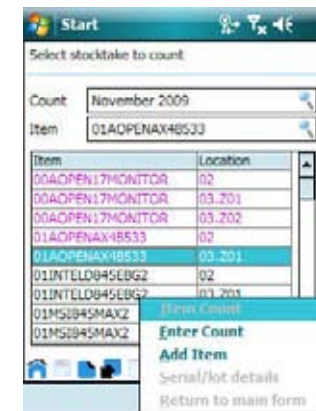 Start
Select stocktake to count
Count November 2009
Item 01AOPENAX4B533
Item Location
00AOPEN17MONITOR 02
00AOPEN17MONITOR 03.Z01
00AOPEN17MONITOR 03.Z02
01AOPENAX4B533 02
01AOPENAX4B533 03.Z01
01INTELD845EBG2 02
01INTELD845EBG2 03.Z01
01MSI845MAX2
01MSI845MAX2
Item Count
Enter Count
Add Item
Serial/lot details
Return to main form